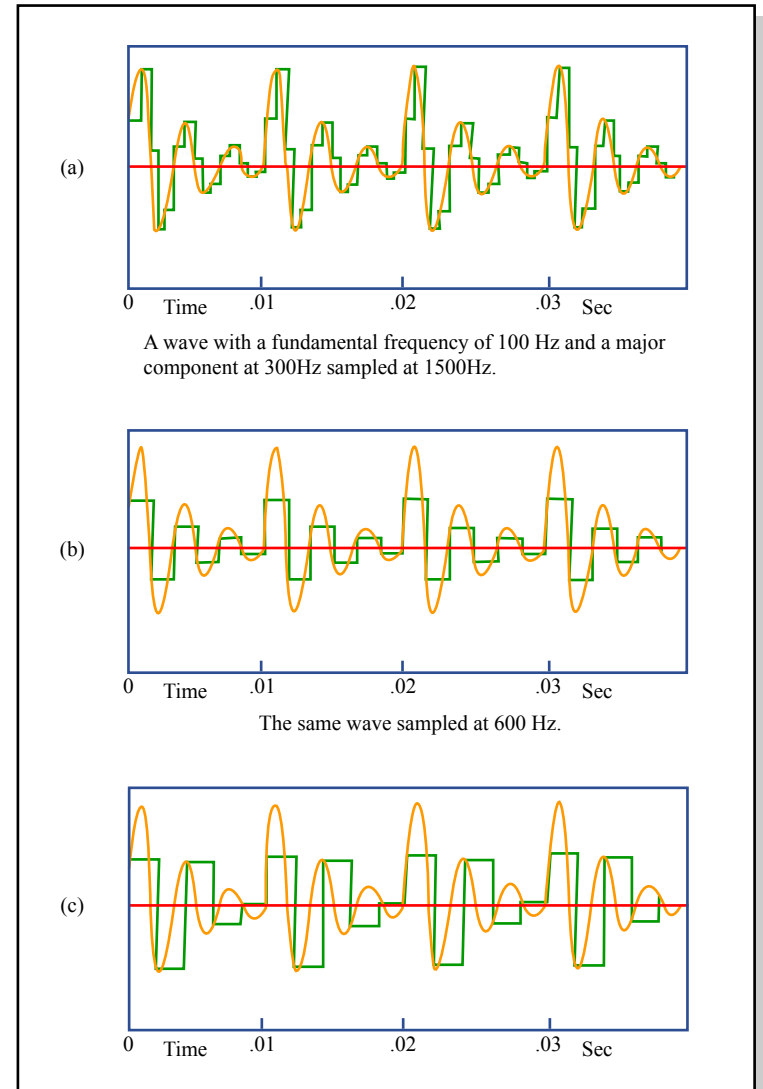 (a)
0 Time .01 .02 .03 Sec
A wave with a fundamental frequency of 100 Hz and a major
component at 300Hz sampled at 1500Hz.
(b)
0 Time .01 .02 .03 Sec
The same wave sampled at 600 Hz.
(c)
0 Time .01 .02 .03 Sec